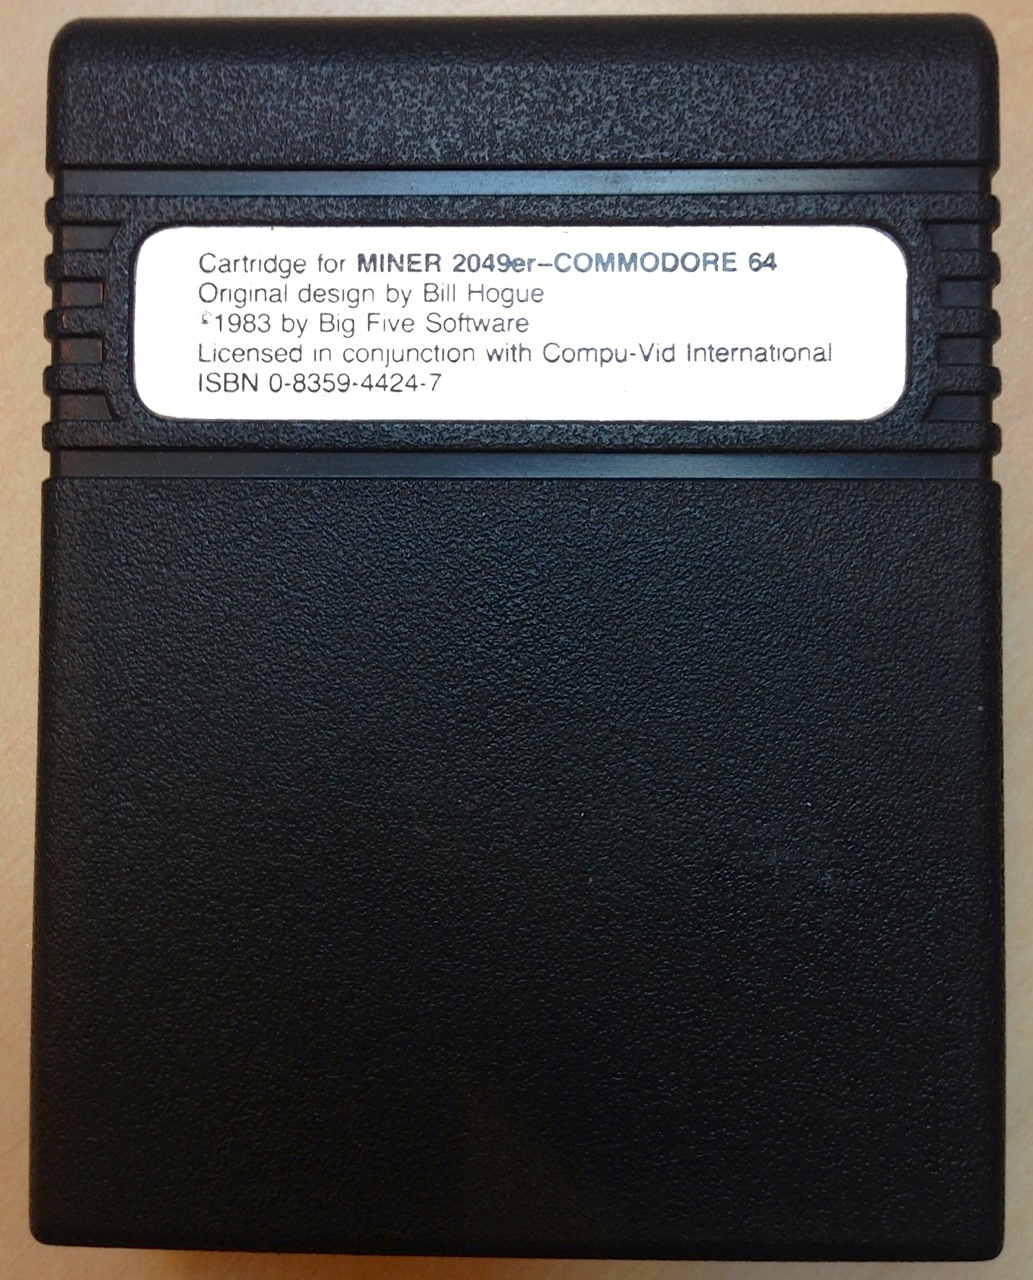 Cartridge for MINER 2049er-COMMODORE 64
Original design by Bill Hogue
©1983 by Big Five Software
Licensed in conjunction with Compu-Vid International
ISBN 0-8359-4424-7